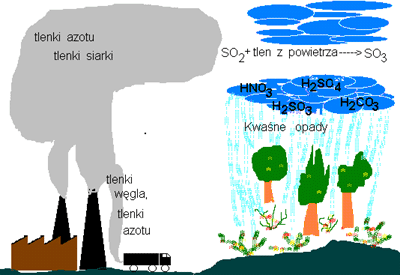 tlenki azotu
tlenki siarki
SO2+ tlen z powietrza----->SO3
HNO3
H2SO4
H2SO3
H2CO3
Kwaśne opady
tlenki
węgla,
tlenki
azotu